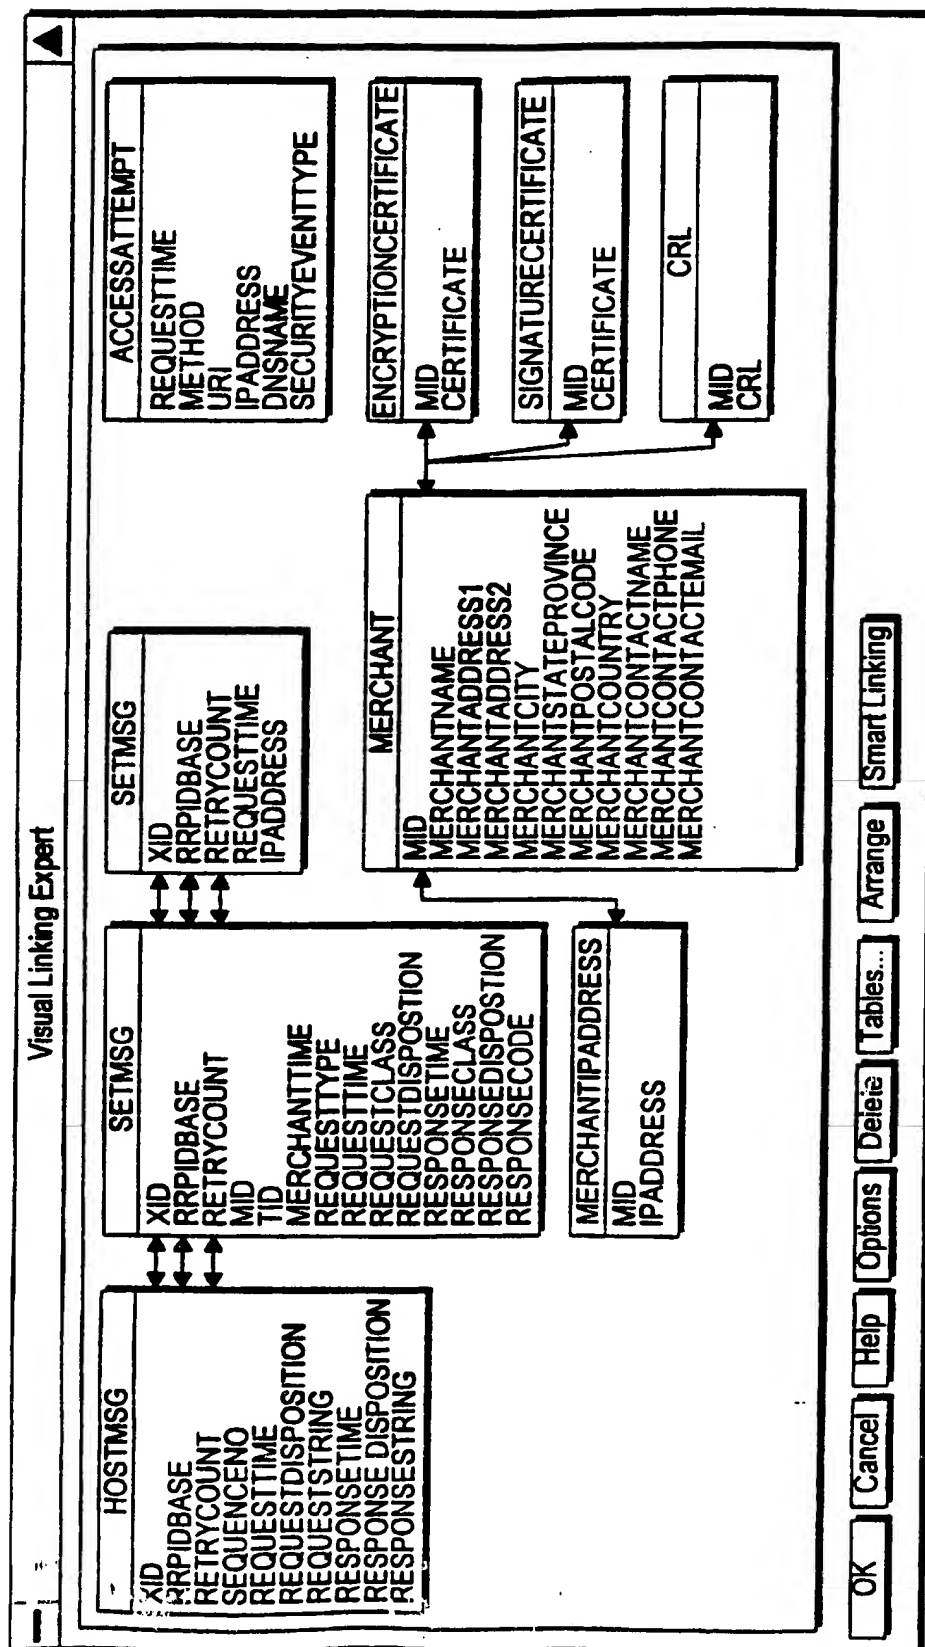 Visual Linking Expert
HOSTMSG
XID
RRPIDBASE
RETRYCOUNT
SEQUENCENO
REQUESTTIME
REQUESTDISPOSITION
REQUESTSTRING
RESPONSETIME
RESPONSE DISPOSITION
RESPONSESTRING
SETMSG
XID
RRPIDBASE
RETRYCOUNT
MID
TID
MERCHANTTIME
REQUESTTYPE
REQUESTTIME
REQUESTCLASS
REQUESTDISPOSTION
RESPONSETIME
RESPONSECLASS
RESPONSEDISPOSTION
RESPONSECODE
SETMSG
XID
RRPIDBASE
RETRYCOUNT
REQUESTTIME
IPADDRESS
ACCESSATTEMPT
REQUESTTIME
METHOD
URI
IPADDRESS
DNSNAME
SECURITYEVENTTYPE
MERCHANTIPADDRESS
MID
IPADDRESS
MERCHANT
MID
MERCHANTNAME
MERCHANTADDRESS1
MERCHANTADDRESS2
MERCHANTCITY
MERCHANTSTATEPROVINCE
MERCHANTPOSTALCODE
MERCHANTCOUNTRY
MERCHANTCONTACTNAME
MERCHANTCONTACTPHONE
MERCHANTCONTACTEMAIL
ENCRYPTIONCERTIFICATE
MID
CERTIFICATE
SIGNATURECERTIFICATE
MID
CERTIFICATE
CRL
MID
CRL
OK
Cancel
Help
Options
Delete
Tables...
Arrange
Smart Linking